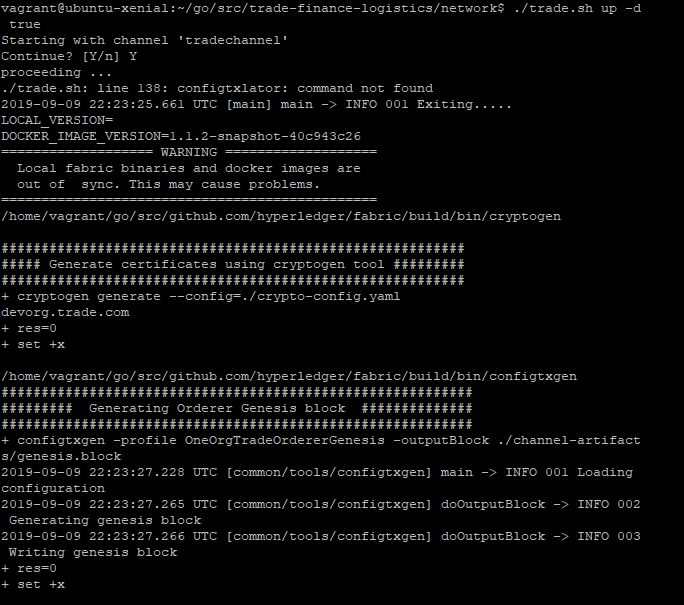 vagrant@ubuntu-xenial:~/go/src/trade-finance-logistics/network$ ./trade.sh up -d
 true
Starting with channel 'tradechannel'
Continue? [Y/n] Y
proceeding ...
./trade.sh: line 138: configtxlator: command not found
2019-09-09 22:23:25.661 UTC [main] main -> INFO 001 Exiting.....
LOCAL_VERSION=
DOCKER_IMAGE_VERSION=1.1.2-snapshot-40c943c26
=================== WARNING ===================
  Local fabric binaries and docker images are
  out of  sync. This may cause problems.
===============================================
/home/vagrant/go/src/github.com/hyperledger/fabric/build/bin/cryptogen

##########################################################
##### Generate certificates using cryptogen tool #########
##########################################################
+ cryptogen generate --config=./crypto-config.yaml
devorg.trade.com
+ res=0
+ set +x

/home/vagrant/go/src/github.com/hyperledger/fabric/build/bin/configtxgen
###########################################################
#########  Generating Orderer Genesis block  ##############
###########################################################
+ configtxgen -profile OneOrgTradeOrdererGenesis -outputBlock ./channel-artifact
s/genesis.block
2019-09-09 22:23:27.228 UTC [common/tools/configtxgen] main -> INFO 001 Loading
configuration
2019-09-09 22:23:27.265 UTC [common/tools/configtxgen] doOutputBlock -> INFO 002
 Generating genesis block
2019-09-09 22:23:27.266 UTC [common/tools/configtxgen] doOutputBlock -> INFO 003
 Writing genesis block
+ res=0
+ set +x